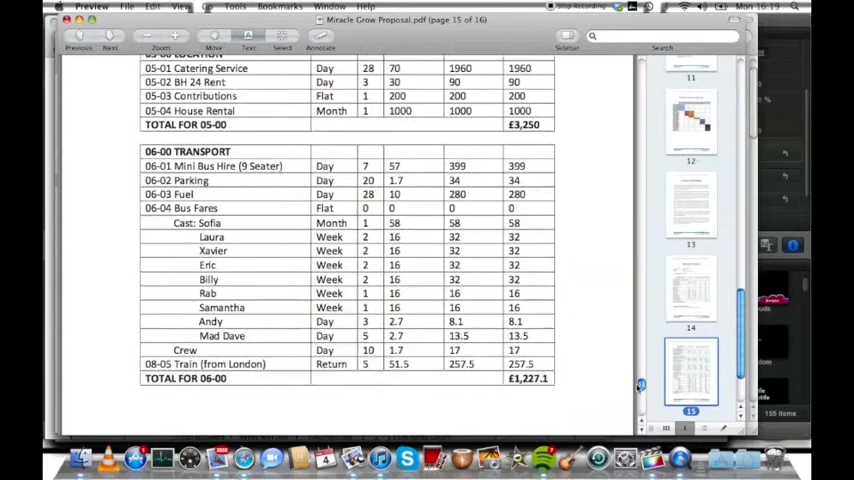 Preview File Edit View Go Tools Bookmarks Window Help Stop Recording Mon 16:19
Miracle Grow Proposal.pdf (page 15 of 16)
Previous Next Zoom Move Text Select Annotate Sidebar Search
05-00 LOCATION
05-01 Catering Service Day 28 70 1960 1960
05-02 BH 24 Rent Day 3 30 90 90
05-03 Contributions Flat 1 200 200 200
05-04 House Rental Month 1 1000 1000 1000
TOTAL FOR 05-00 £3,250
06-00 TRANSPORT
06-01 Mini Bus Hire (9 Seater) Day 7 57 399 399
06-02 Parking Day 20 1.7 34 34
06-03 Fuel Day 28 10 280 280
06-04 Bus Fares Flat 0 0 0 0
Cast: Sofia Month 1 58 58 58
Laura Week 2 16 32 32
Xavier Week 2 16 32 32
Eric Week 2 16 32 32
Billy Week 2 16 32 32
Rab Week 1 16 16 16
Samantha Week 1 16 16 16
Andy Day 3 2.7 8.1 8.1
Mad Dave Day 5 2.7 13.5 13.5
Crew Day 10 1.7 17 17
08-05 Train (from London) Return 5 51.5 257.5 257.5
TOTAL FOR 06-00 £1,227.1
11
12
13
14
15
155 items